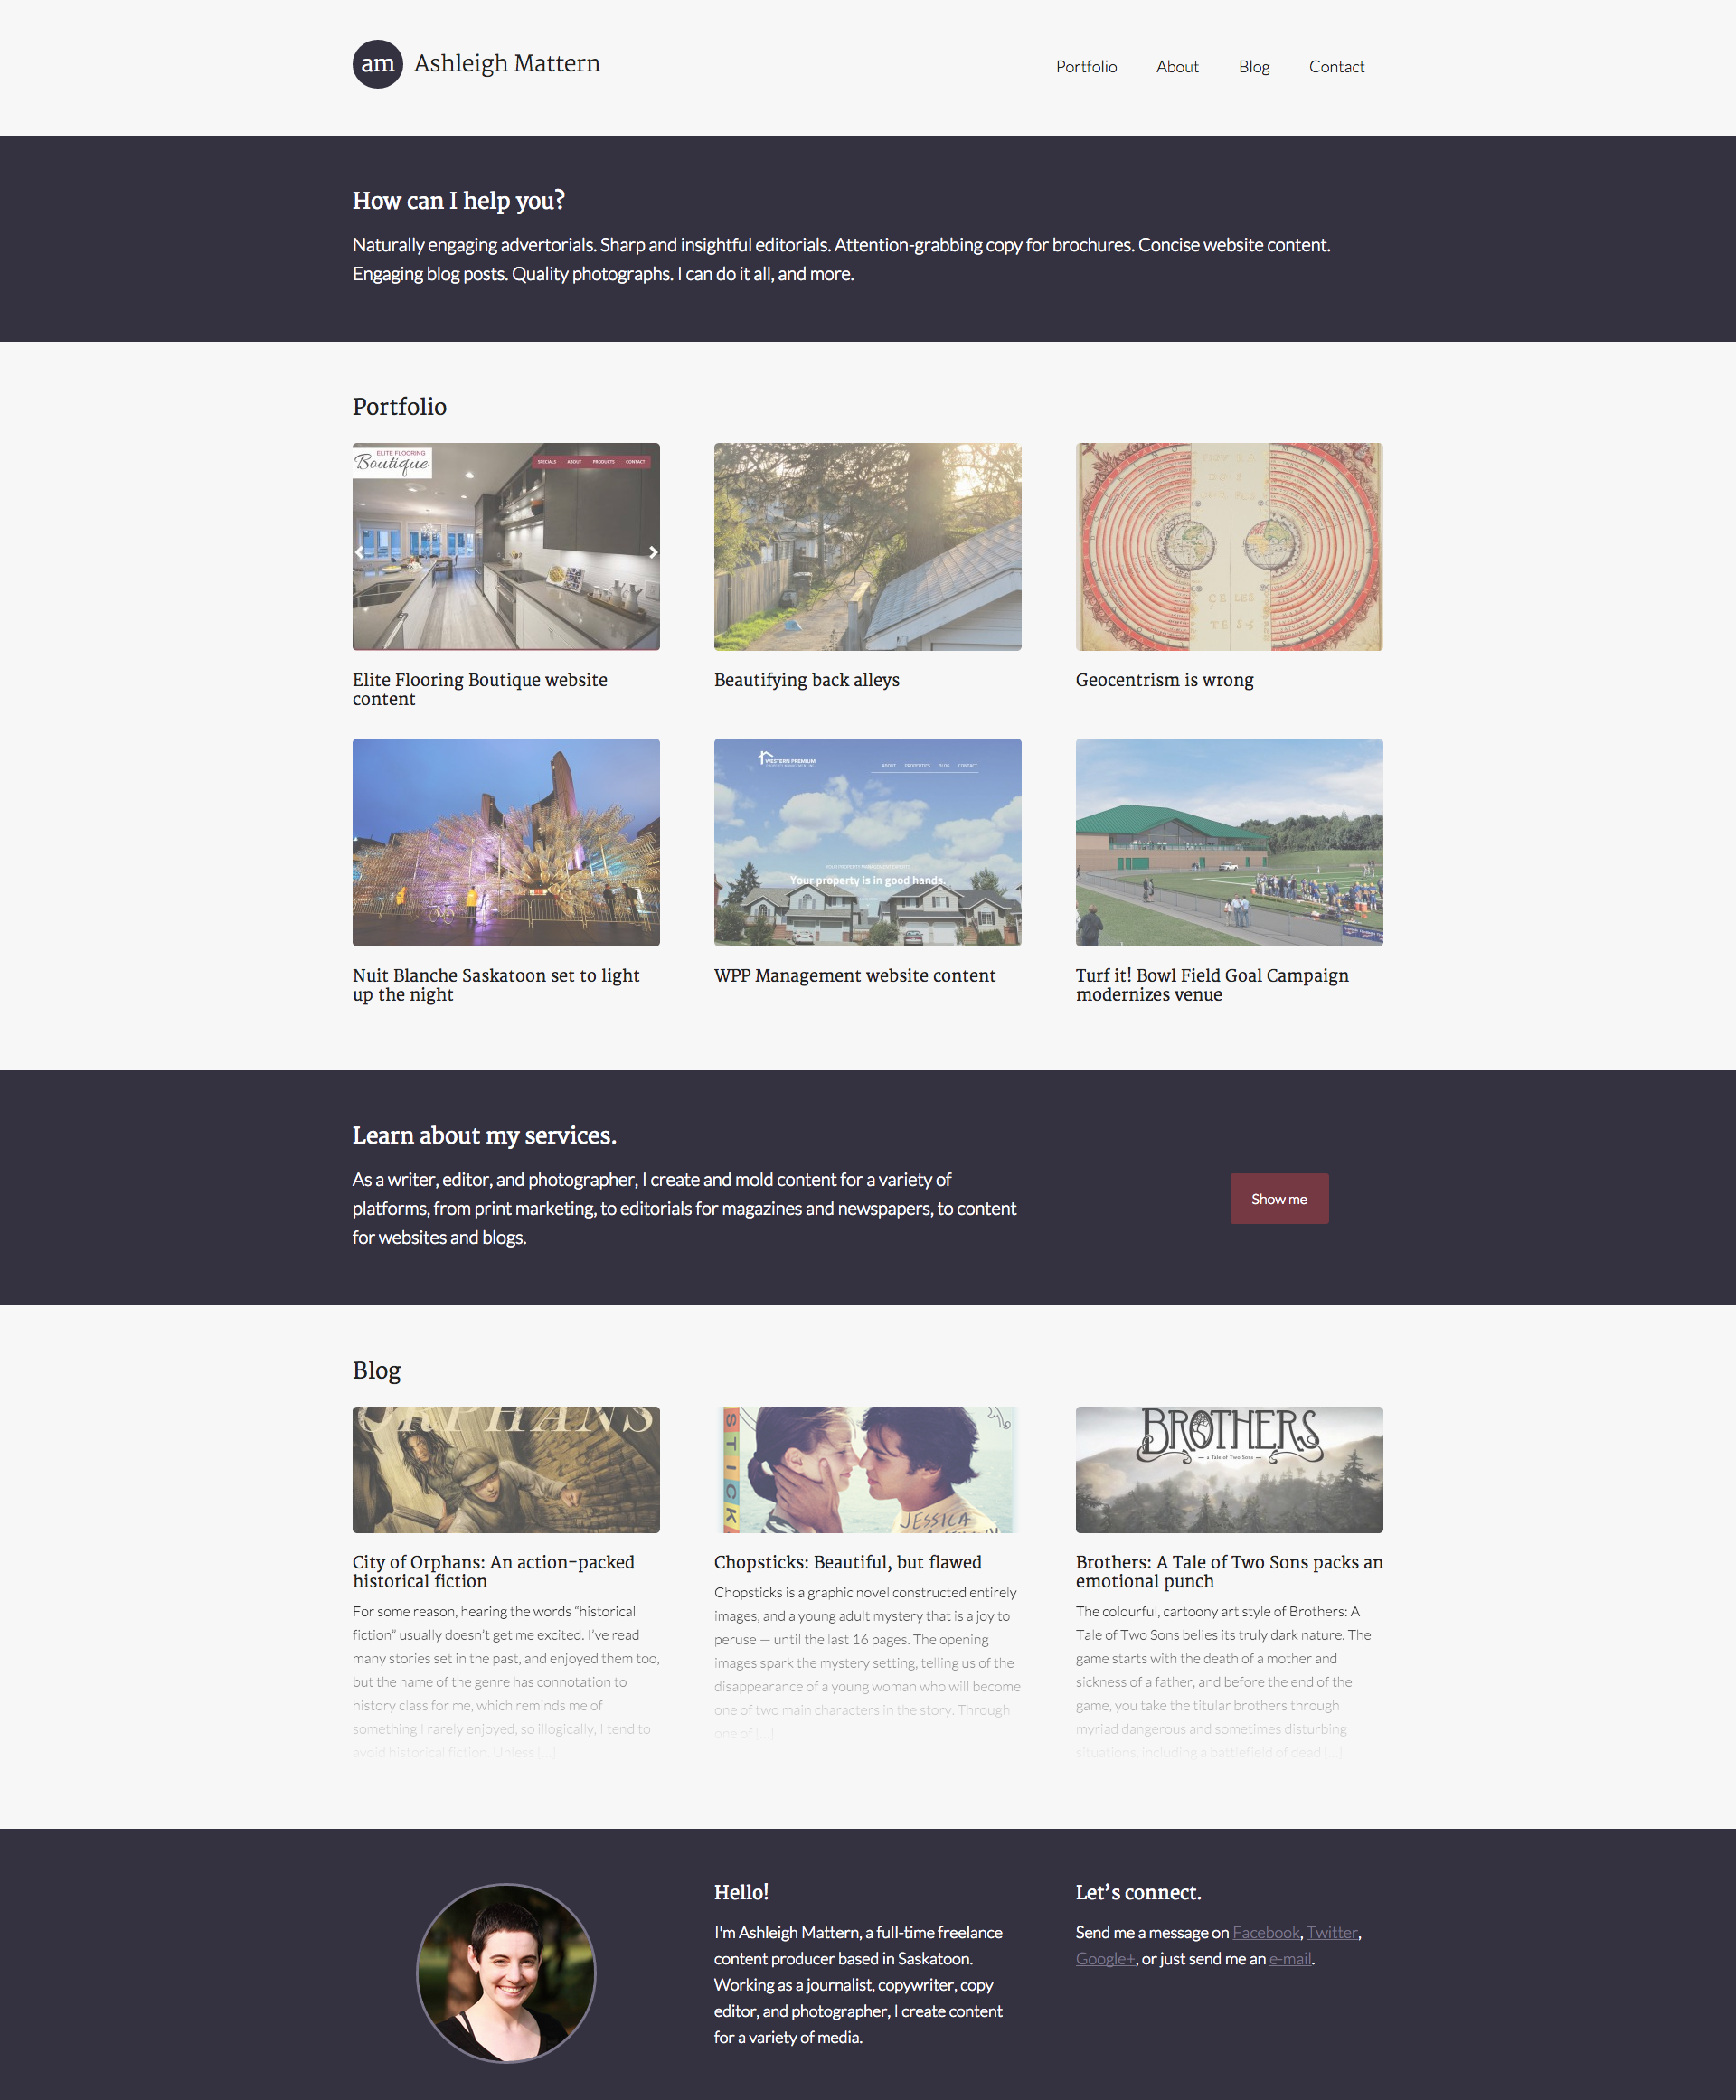 am Ashleigh Mattern
Portfolio About Blog Contact
How can I help you?
Naturally engaging advertorials. Sharp and insightful editorials. Attention-grabbing copy for brochures. Concise website content.
Engaging blog posts. Quality photographs. I can do it all, and more.
Portfolio
ELITE FLOORING
Boutique
SPECIALS ABOUT PRODUCTS CONTACT
Elite Flooring Boutique website
content
Beautifying back alleys
Geocentrism is wrong
WESTERN PREMIUM
ABOUT PROPERTIES BLOG CONTACT
Your property is in good hands.
Nuit Blanche Saskatoon set to light
up the night
WPP Management website content
Turf it! Bowl Field Goal Campaign
modernizes venue
Learn about my services.
As a writer, editor, and photographer, I create and mold content for a variety of
platforms, from print marketing, to editorials for magazines and newspapers, to content
for websites and blogs.
Show me
Blog
ORPHANS
STICK
JESSICA
BROTHERS
a Tale of Two Sons
City of Orphans: An action-packed
historical fiction
For some reason, hearing the words “historical
fiction” usually doesn't get me excited. I’ve read
many stories set in the past, and enjoyed them too,
but the name of the genre has connotation to
history class for me, which reminds me of
something I rarely enjoyed, so illogically, I tend to
avoid historical fiction. Unless [...]
Chopsticks: Beautiful, but flawed
Chopsticks is a graphic novel constructed entirely
images, and a young adult mystery that is a joy to
peruse — until the last 16 pages. The opening
images spark the mystery setting, telling us of the
disappearance of a young woman who will become
one of two main characters in the story. Through
one of [...]
Brothers: A Tale of Two Sons packs an
emotional punch
The colourful, cartoony art style of Brothers: A
Tale of Two Sons belies its truly dark nature. The
game starts with the death of a mother and
sickness of a father, and before the end of the
game, you take the titular brothers through
myriad dangerous and sometimes disturbing
situations, including a battlefield of dead [...]
Hello!
I'm Ashleigh Mattern, a full-time freelance
content producer based in Saskatoon.
Working as a journalist, copywriter, copy
editor, and photographer, I create content
for a variety of media.
Let’s connect.
Send me a message on Facebook, Twitter,
Google+, or just send me an e-mail.